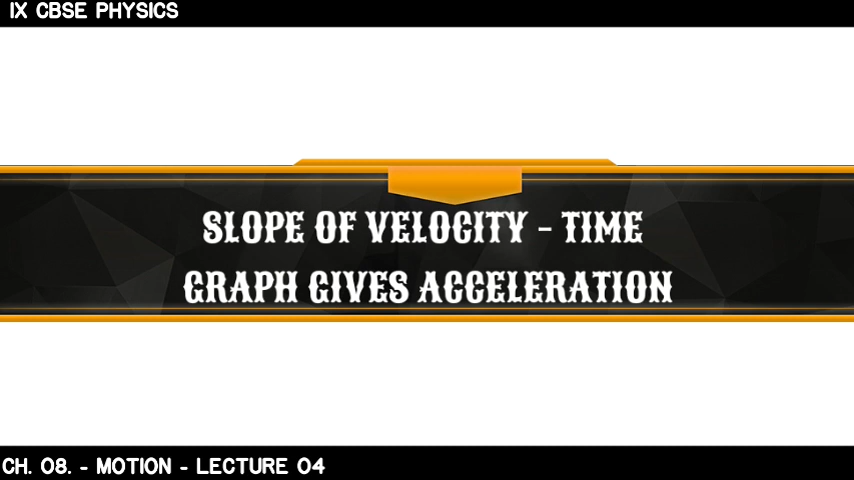 IX CBSE PHYSICS
SLOPE OF VELOCITY - TIME
GRAPH GIVES ACCELERATION
CH. 08. - MOTION - LECTURE 04